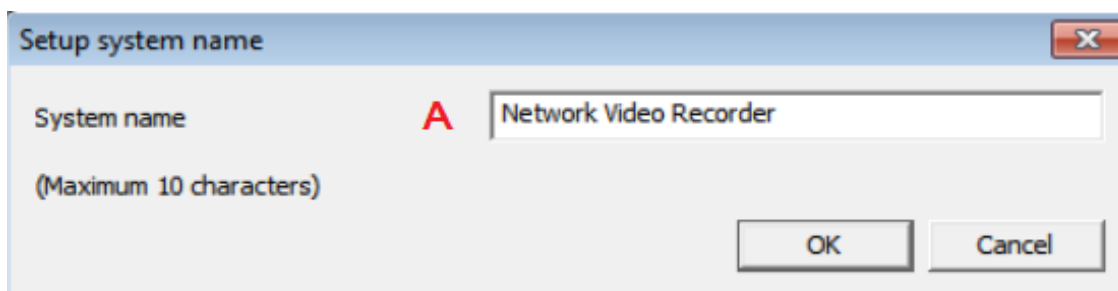 Setup system name
System name A Network Video Recorder
(Maximum 10 characters)
OK Cancel